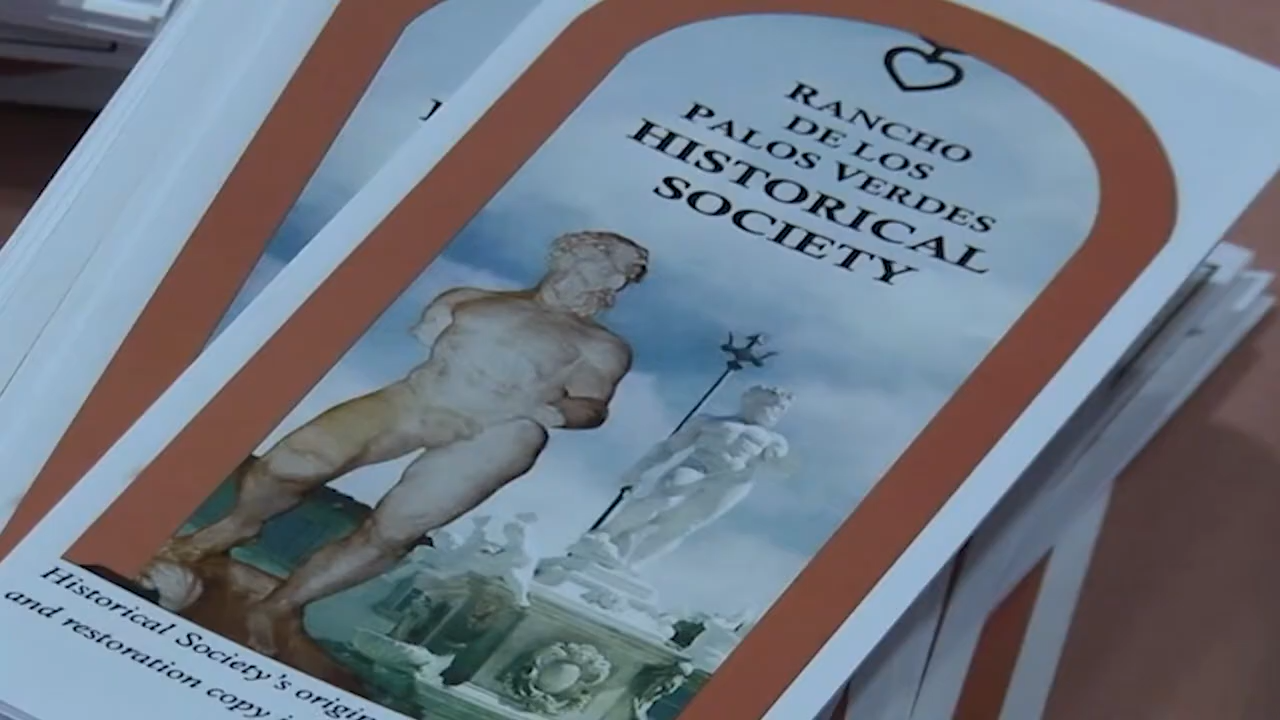 RANCHO
DE LOS
PALOS VERDES
HISTORICAL
SOCIETY
Historical Society's origin
and restoration copy